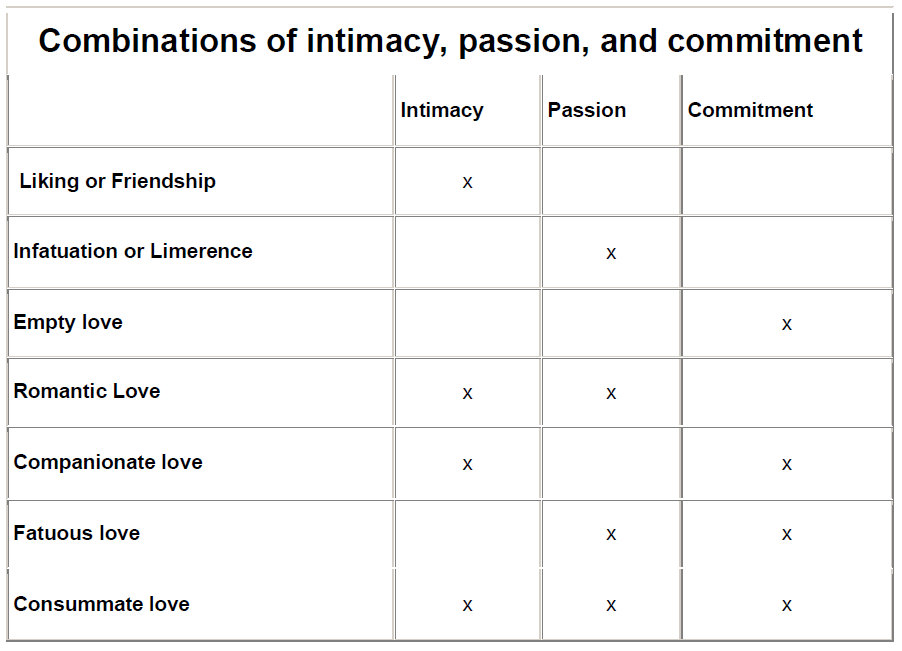 Combinations of intimacy, passion, and commitment
Intimacy Passion Commitment
Liking or Friendship x
Infatuation or Limerence x
Empty love x
Romantic Love x x
Companionate love x x
Fatuous love x x
Consummate love x x x